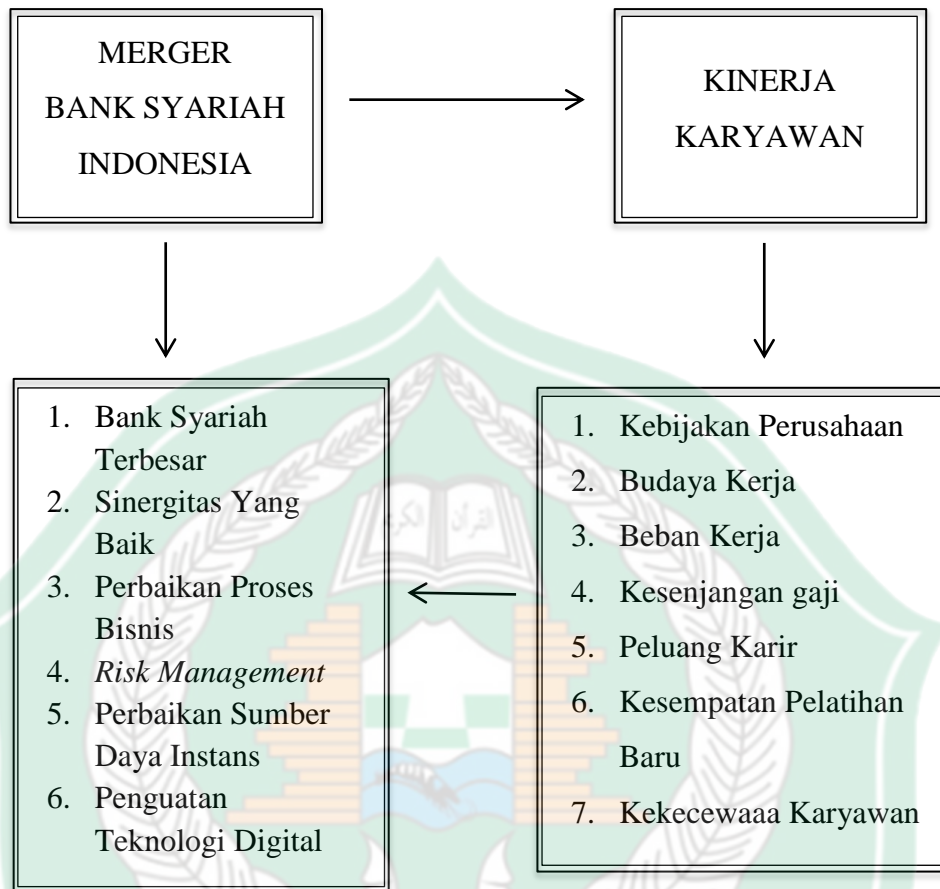 MERGER
BANK SYARIAH
INDONESIA
KINERJA
KARYAWAN
1. Bank Syariah
Terbesar
2. Sinergitas Yang
Baik
3. Perbaikan Proses
Bisnis
4. Risk Management
5. Perbaikan Sumber
Daya Instans
6. Penguatan
Teknologi Digital
1. Kebijakan Perusahaan
2. Budaya Kerja
3. Beban Kerja
4. Kesenjangan gaji
5. Peluang Karir
6. Kesempatan Pelatihan
Baru
7. Kekecewaaa Karyawan
القرآن الكريم